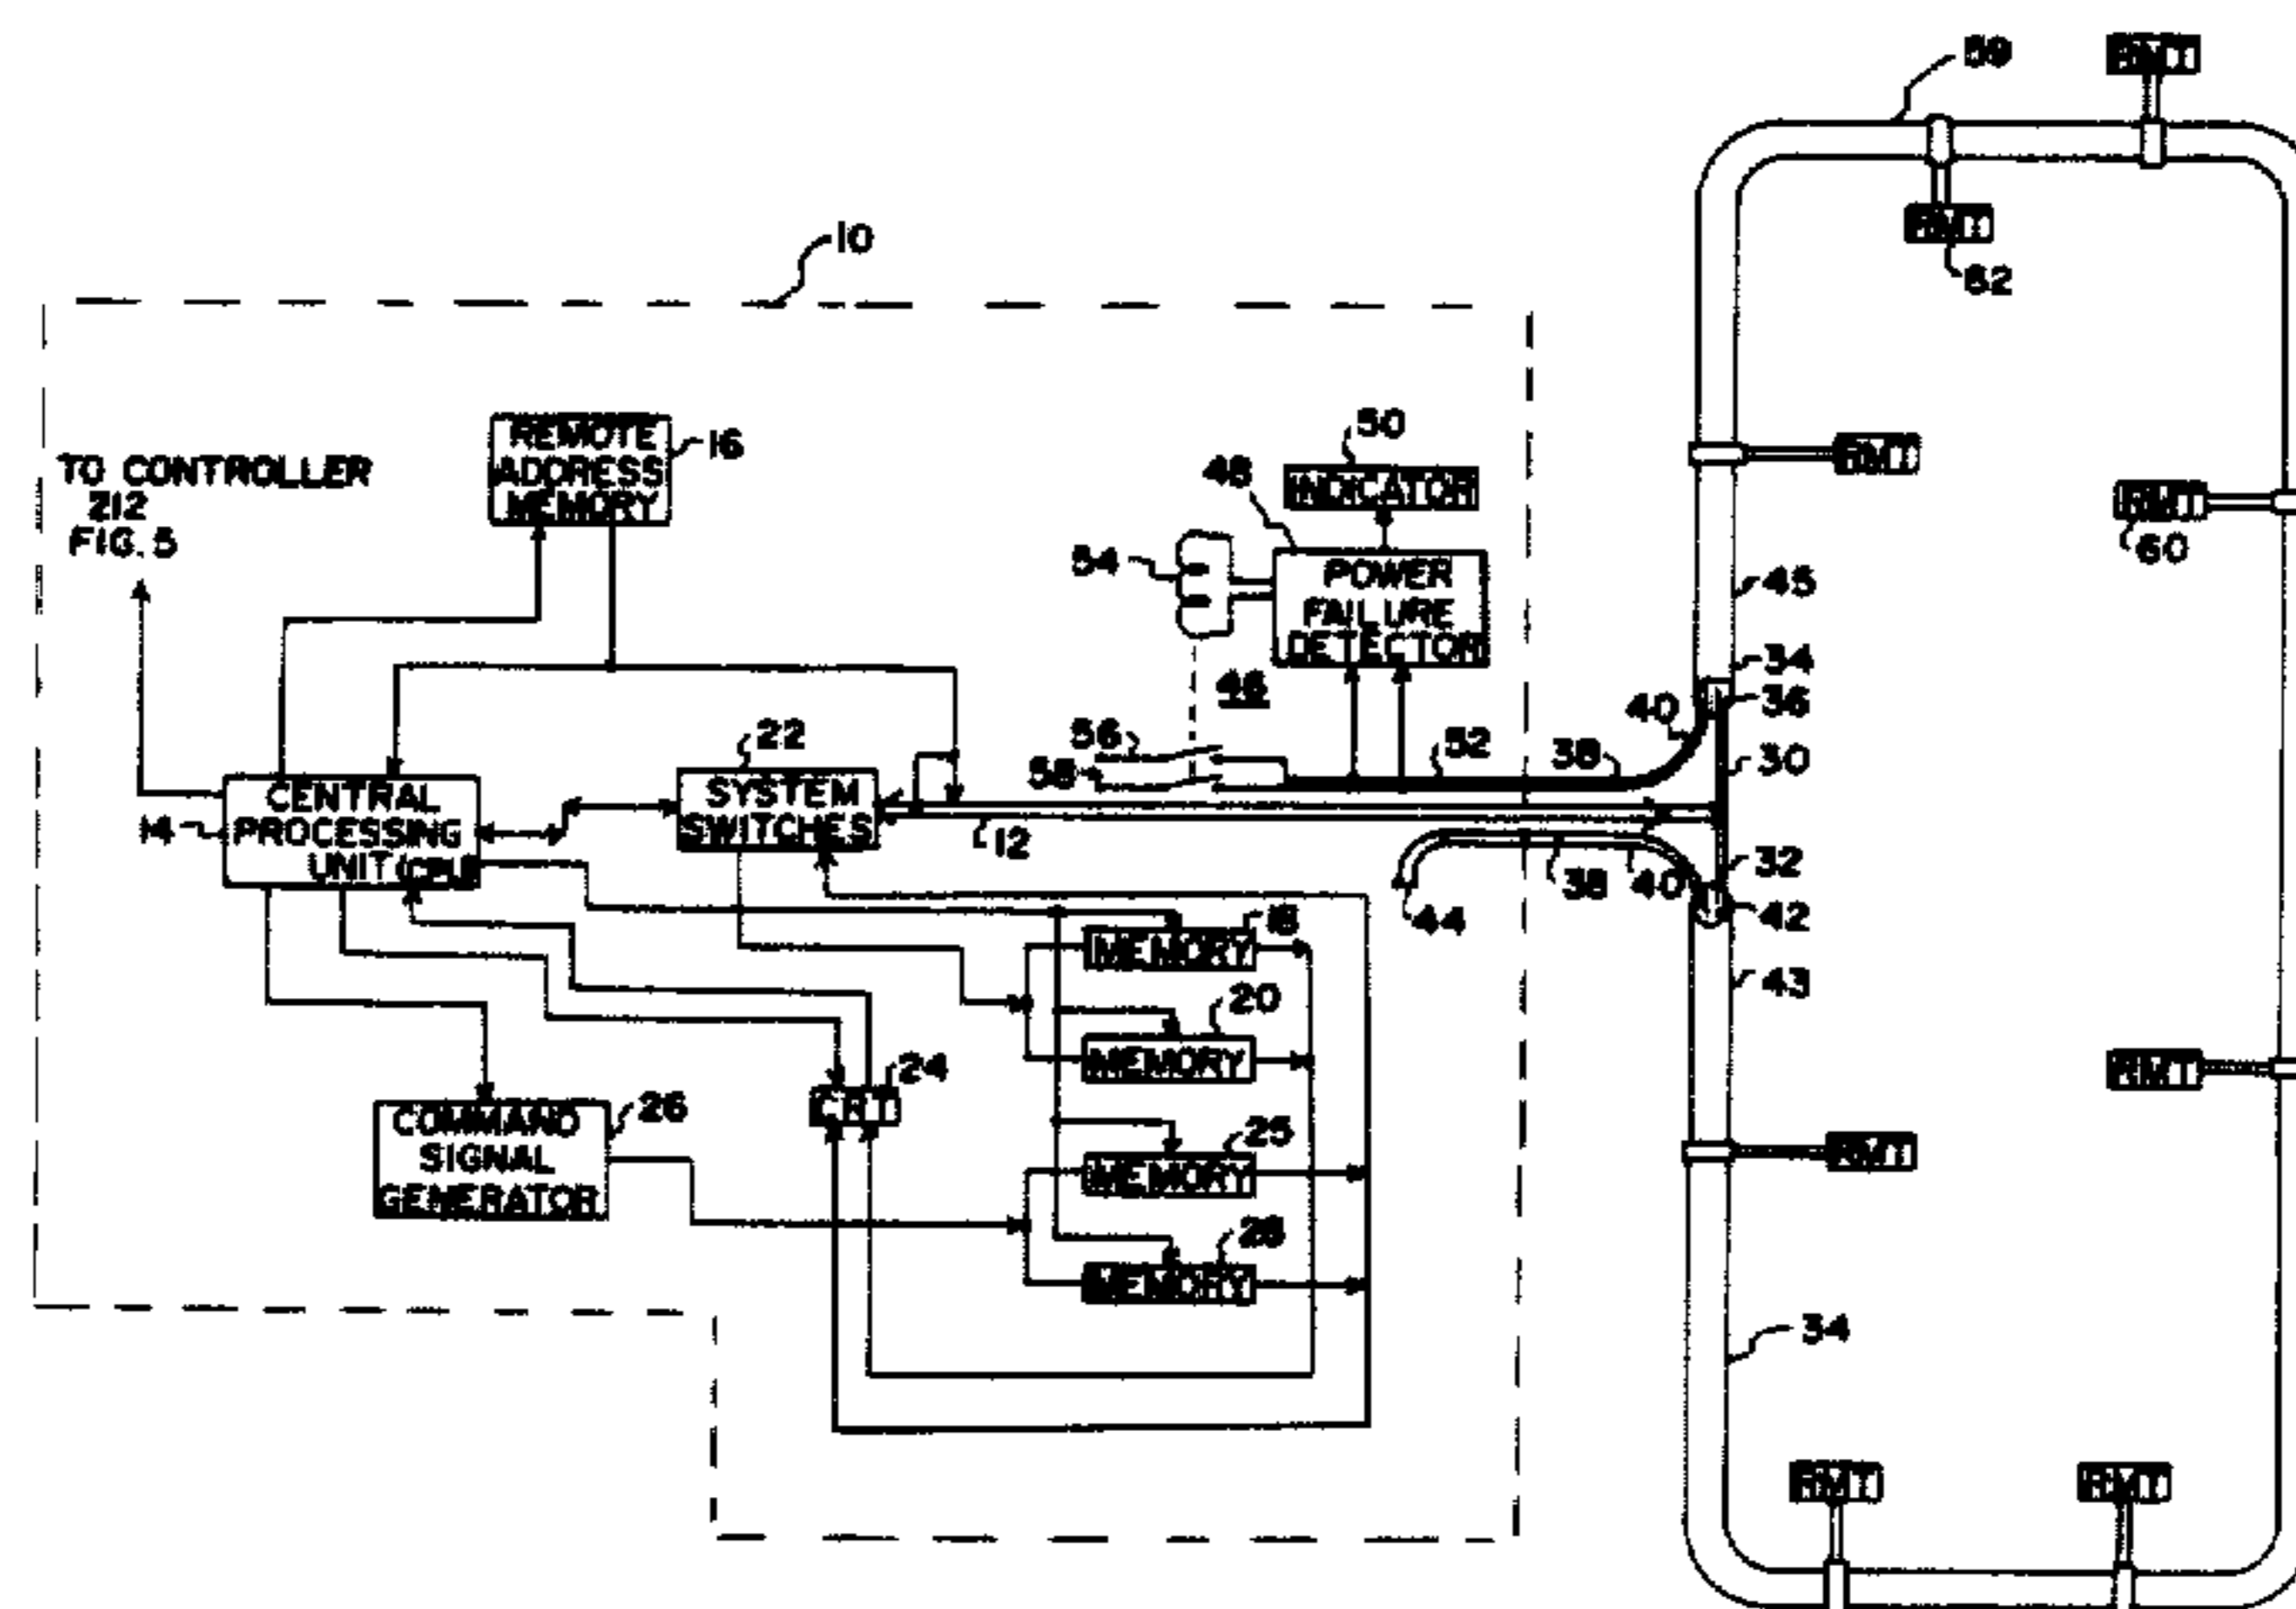 59
RMT
10
RMT
62
REMOTE
ADDRESS
MEMORY
16
50
INDICATOR
48
RMT
RMT
60
TO CONTROLLER
212
FIG. 5
54
POWER
FAILURE
DETECTOR
46
45
34
36
40
30
56
58
52
38
22
SYSTEM
SWITCHES
12
CENTRAL
PROCESSING
UNIT (CPU)
14
32
38
40
42
44
43
18
MEMORY
20
MEMORY
24
CRT
RMT
COMMAND
SIGNAL
GENERATOR
26
25
MEMORY
RMT
28
MEMORY
34
RMT
RMT